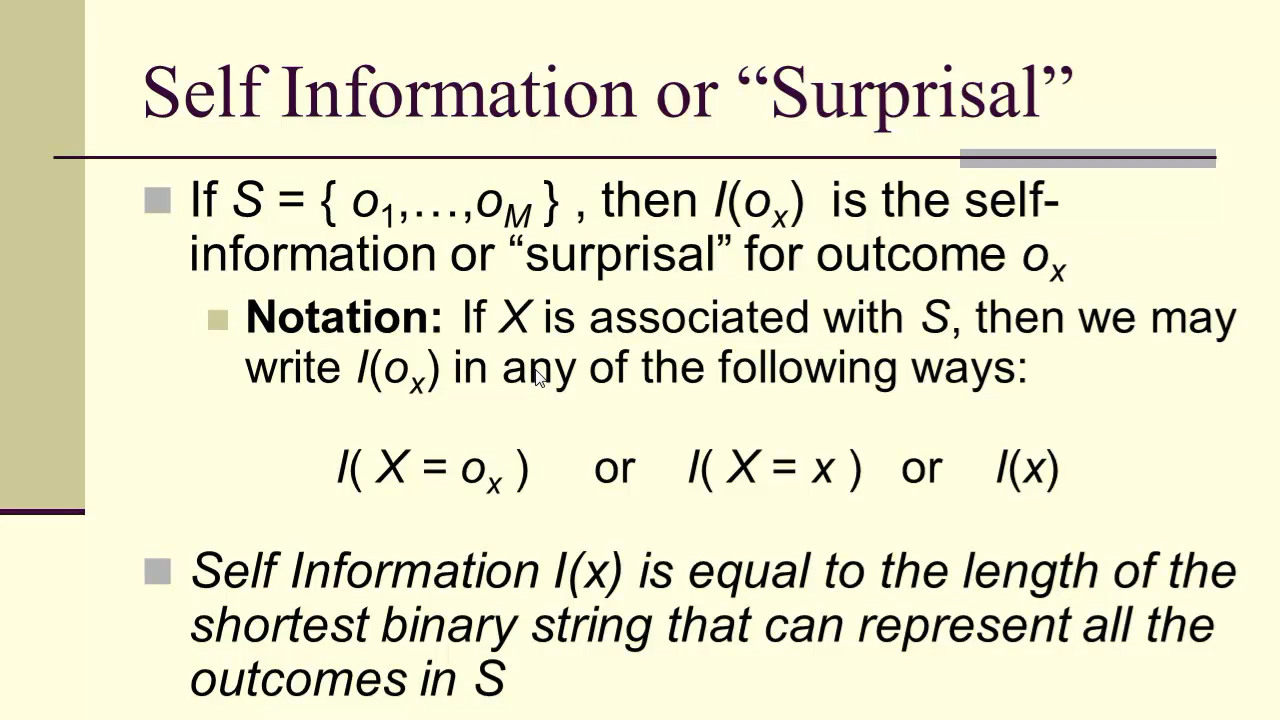 Self Information or “Surprisal”
If S = { o1,…,oM } , then I(ox) is the self-
information or “surprisal” for outcome ox
Notation: If X is associated with S, then we may
write I(ox) in any of the following ways:
I( X = ox ) or I( X = x ) or I(x)
Self Information I(x) is equal to the length of the
shortest binary string that can represent all the
outcomes in S